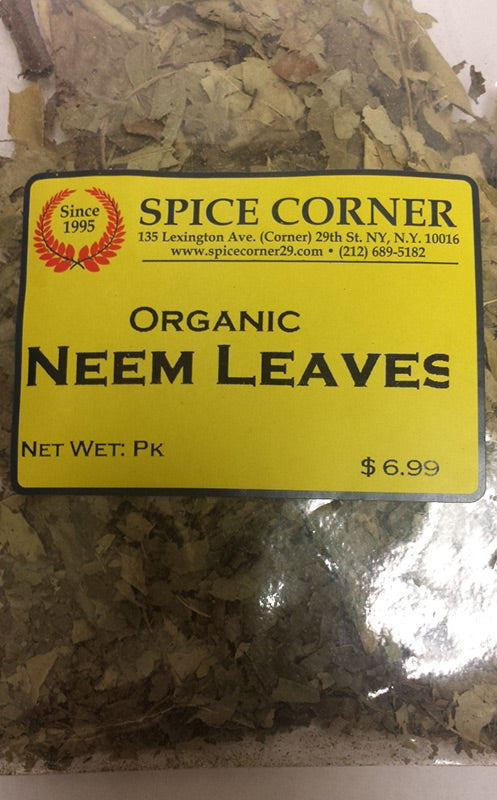 Since
1995
SPICE CORNER
135 Lexington Ave. (Corner) 29th St. NY, N.Y. 10016
www.spicecorner29.com • (212) 689-5182
ORGANIC
NEEM LEAVES
NET WET: PK
$ 6.99